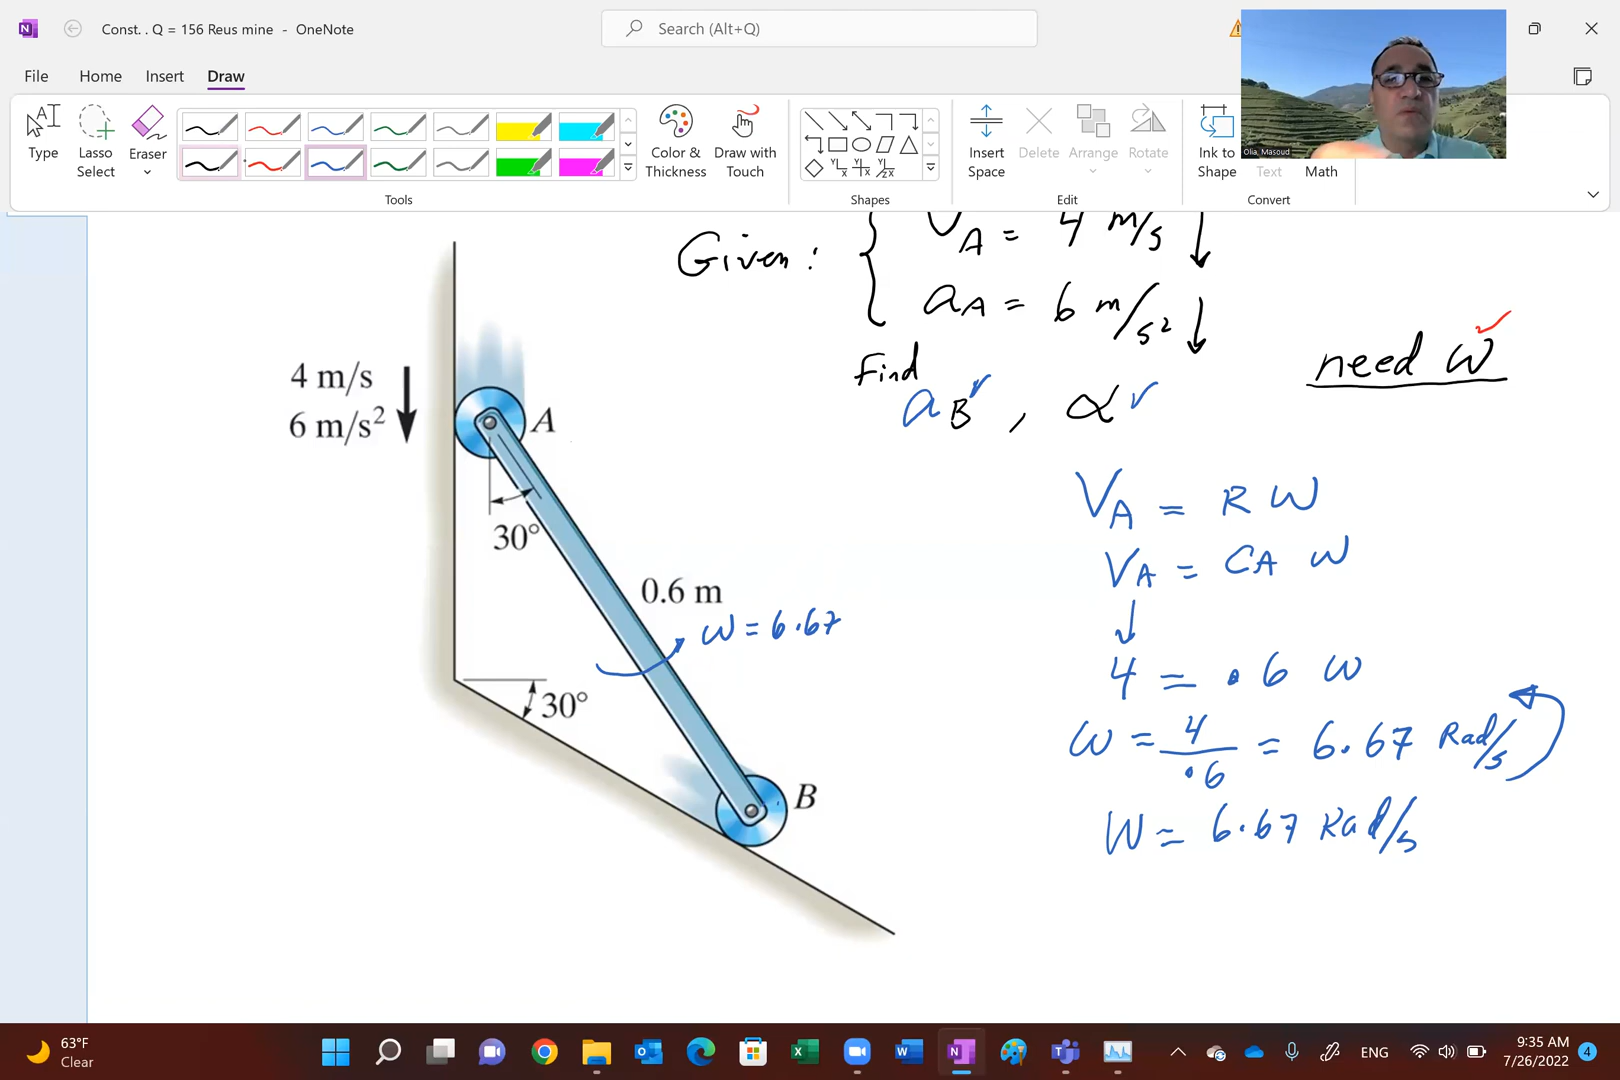 Const. . Q = 156 Reus mine - OneNote
Search (Alt+Q)
File Home Insert Draw
Type
Lasso Select
Eraser
Color & Thickness
Draw with Touch
Insert Space
Delete
Arrange
Rotate
Ink to Shape
Text
Math
Tools
Shapes
Edit
Convert
Olia, Masoud
Given :
VA = 4 m/s
aA = 6 m/s²
Find
aB , α
need ω
4 m/s
6 m/s²
A
30°
0.6 m
ω = 6.67
30°
B
VA = R ω
VA = CA ω
4 = .6 ω
ω = 4/.6 = 6.67 Rad/s
ω = 6.67 Rad/s
63°F
Clear
ENG
9:35 AM
7/26/2022
4